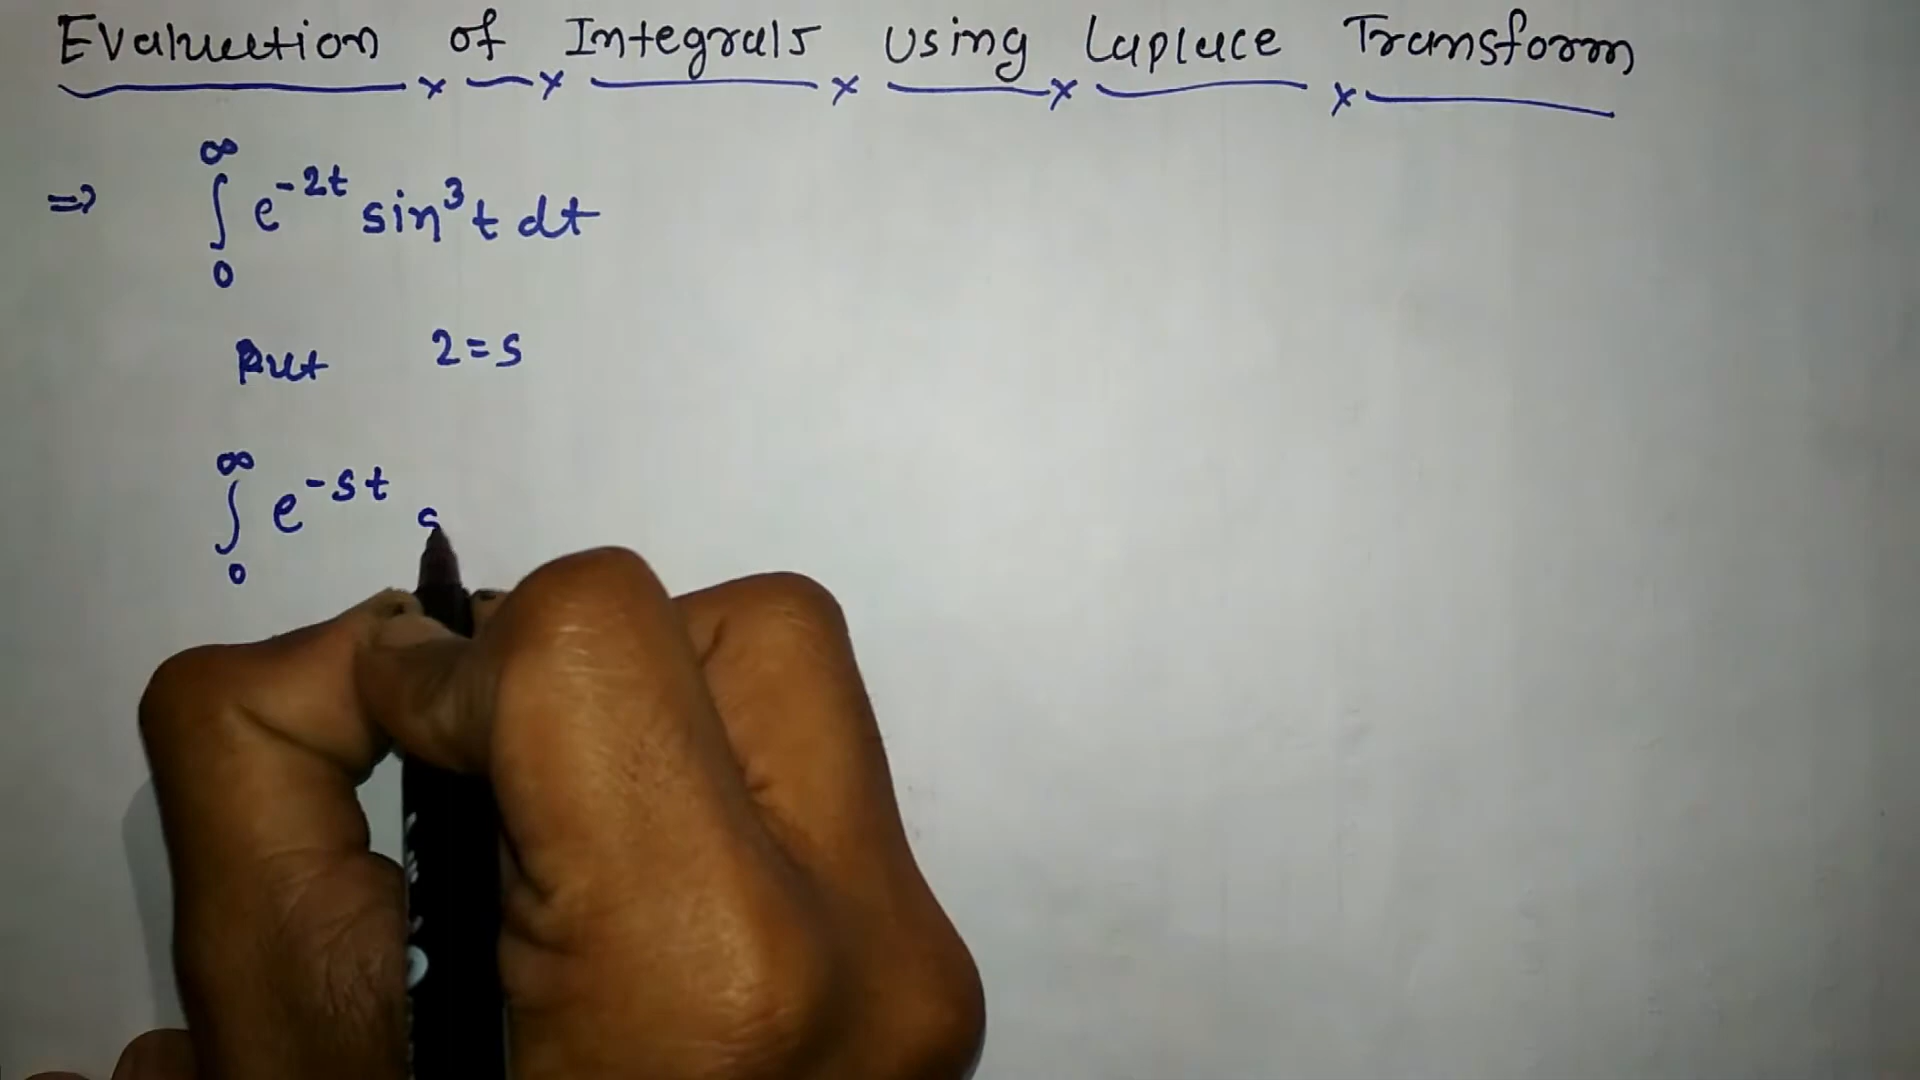 Evaluation of Integrals using Laplace Transform
⇒ ∫₀^∞ e^-2t sin³t dt
Put 2=s
∫₀^∞ e^-st s